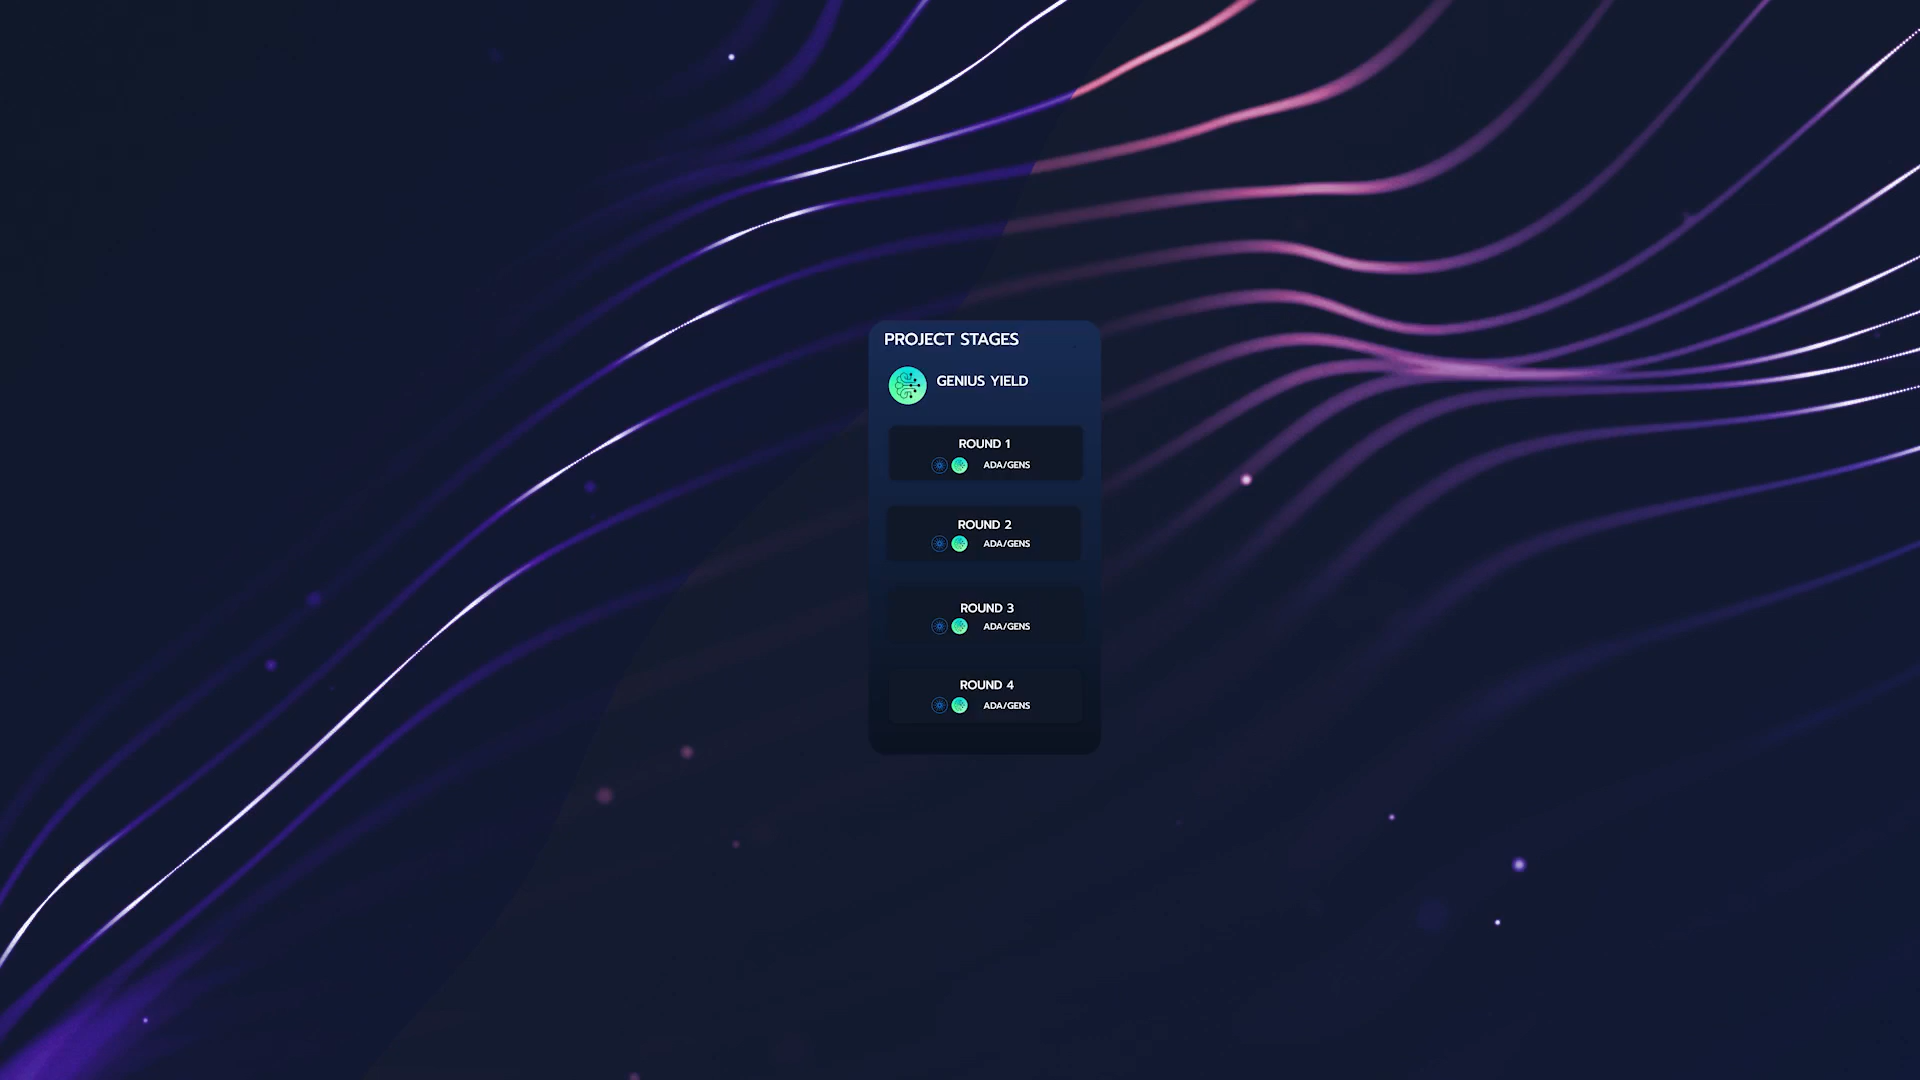 PROJECT STAGES
GENIUS YIELD
ROUND 1
ADA/GENS
ROUND 2
ADA/GENS
ROUND 3
ADA/GENS
ROUND 4
ADA/GENS